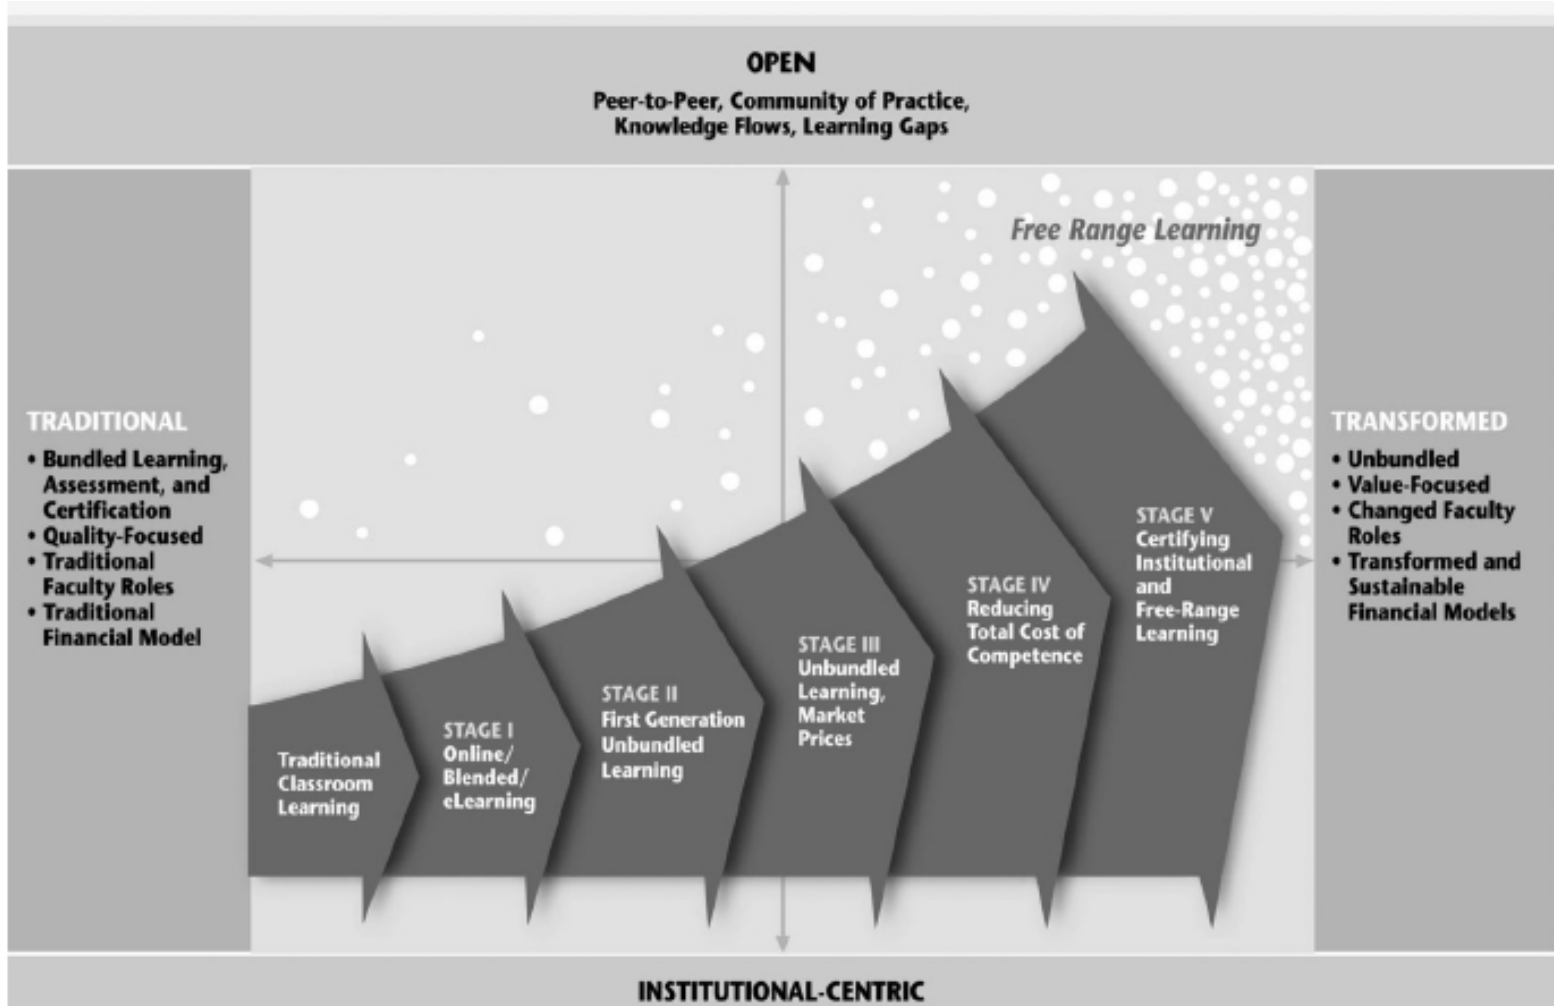 OPEN
Peer-to-Peer, Community of Practice,
Knowledge Flows, Learning Gaps
Free Range Learning
TRADITIONAL
• Bundled Learning,
Assessment, and
Certification
• Quality-Focused
• Traditional
Faculty Roles
• Traditional
Financial Model
Traditional
Classroom
Learning
STAGE I
Online/
Blended/
eLearning
STAGE II
First Generation
Unbundled
Learning
STAGE III
Unbundled
Learning,
Market
Prices
STAGE IV
Reducing
Total Cost of
Competence
STAGE V
Certifying
Institutional
and
Free-Range
Learning
TRANSFORMED
• Unbundled
• Value-Focused
• Changed Faculty
Roles
• Transformed and
Sustainable
Financial Models
INSTITUTIONAL-CENTRIC